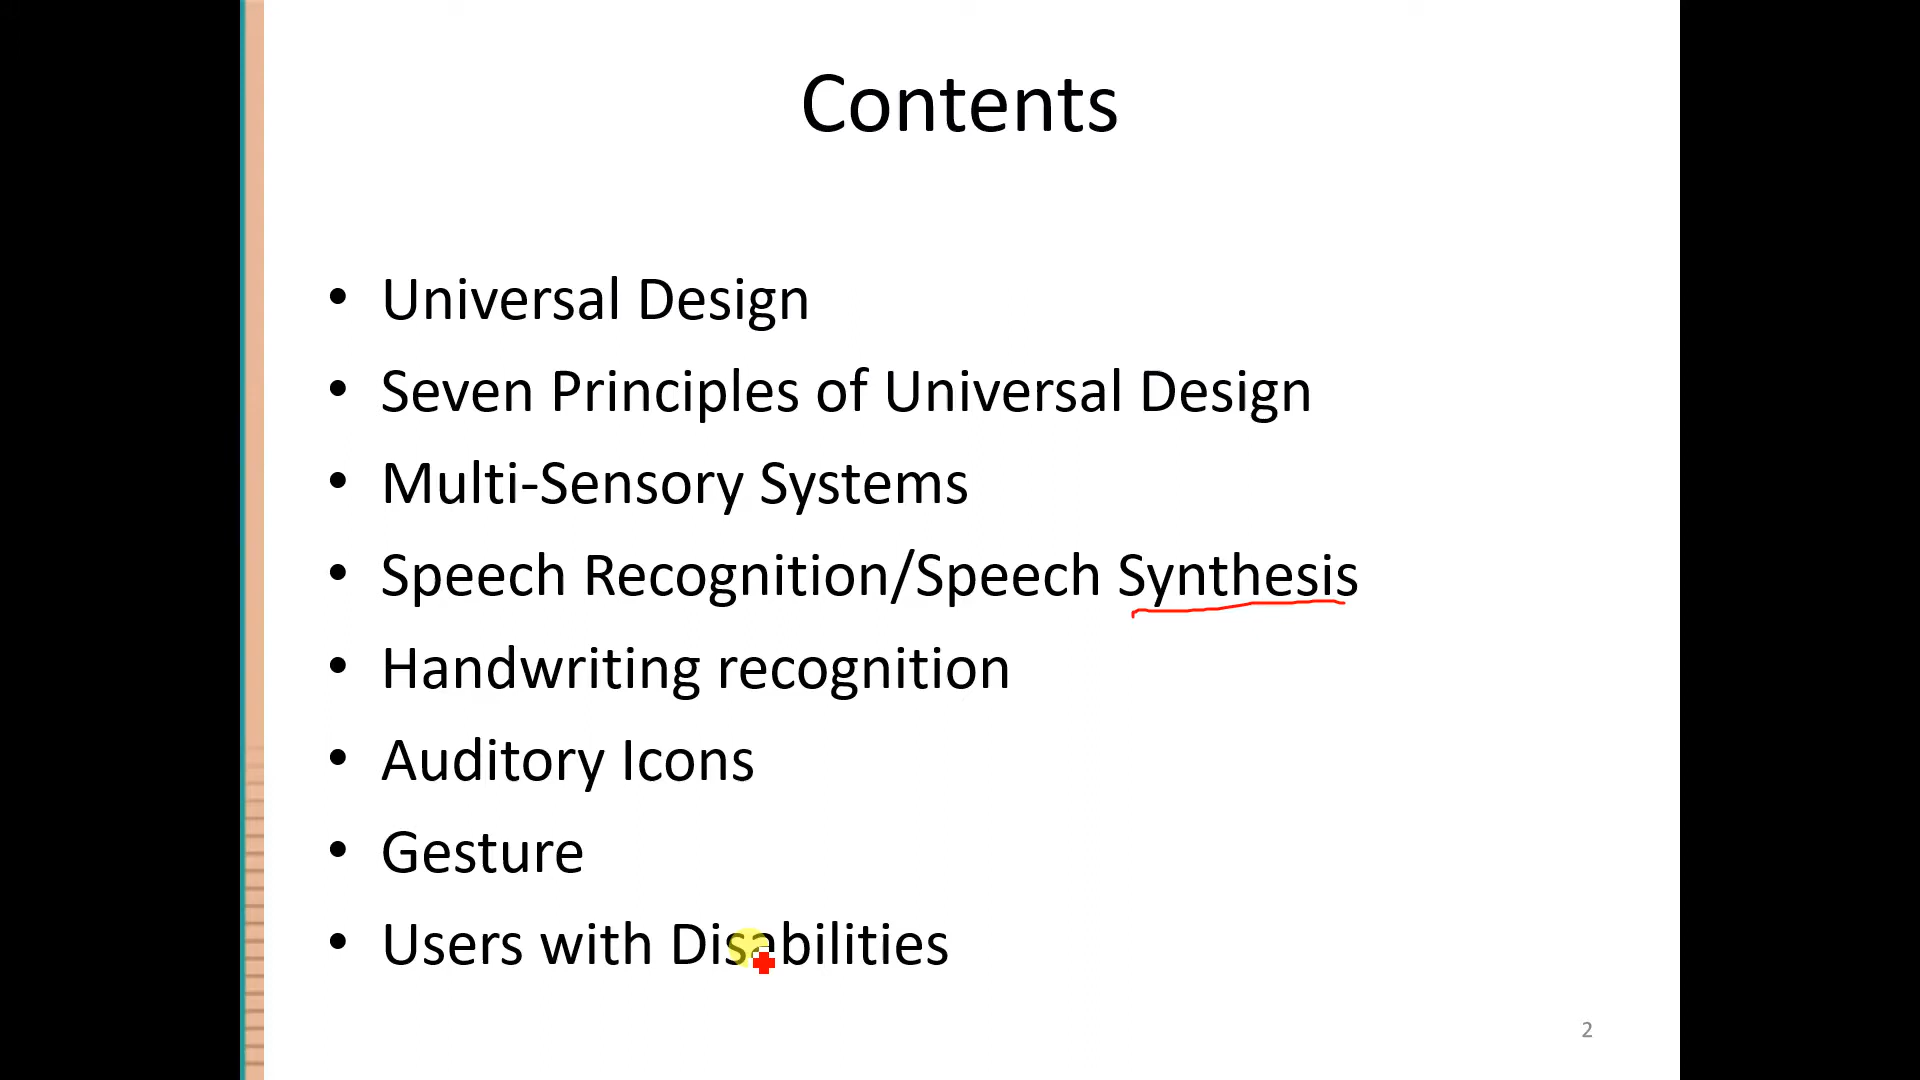 Contents
• Universal Design
• Seven Principles of Universal Design
• Multi-Sensory Systems
• Speech Recognition/Speech Synthesis
• Handwriting recognition
• Auditory Icons
• Gesture
• Users with Disabilities
2